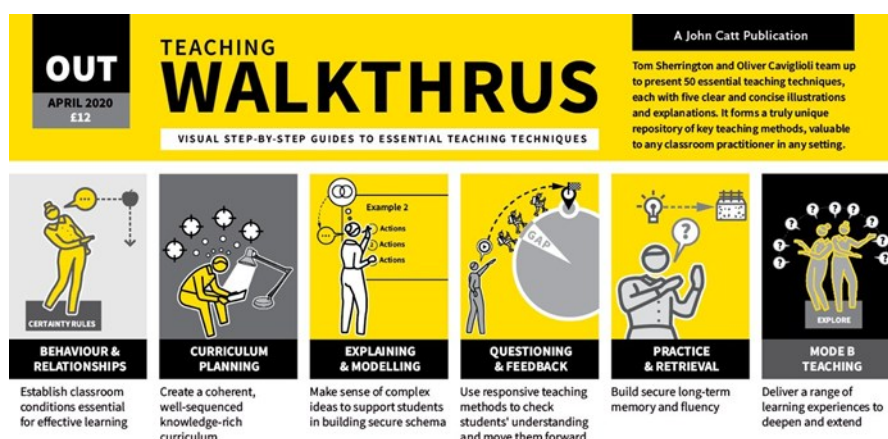 OUT
APRIL 2020
£12
TEACHING
WALKTHRUS
VISUAL STEP-BY-STEP GUIDES TO ESSENTIAL TEACHING TECHNIQUES
A John Catt Publication
Tom Sherrington and Oliver Caviglioli team up
to present 50 essential teaching techniques,
each with five clear and concise illustrations
and explanations. It forms a truly unique
repository of key teaching methods, valuable
to any classroom practitioner in any setting.
CERTAINTY RULES
BEHAVIOUR &
RELATIONSHIPS
Establish classroom
conditions essential
for effective learning
CURRICULUM
PLANNING
Create a coherent,
well-sequenced
knowledge-rich
curriculum
Example 2
Actions
Actions
Actions
EXPLAINING
& MODELLING
Make sense of complex
ideas to support students
in building secure schema
GAP
QUESTIONING
& FEEDBACK
Use responsive teaching
methods to check
students' understanding
and move them forward
?
PRACTICE
& RETRIEVAL
Build secure long-term
memory and fluency
? ? ? ? ? ? ? ?
EXPLORE
MODE B
TEACHING
Deliver a range of
learning experiences to
deepen and extend